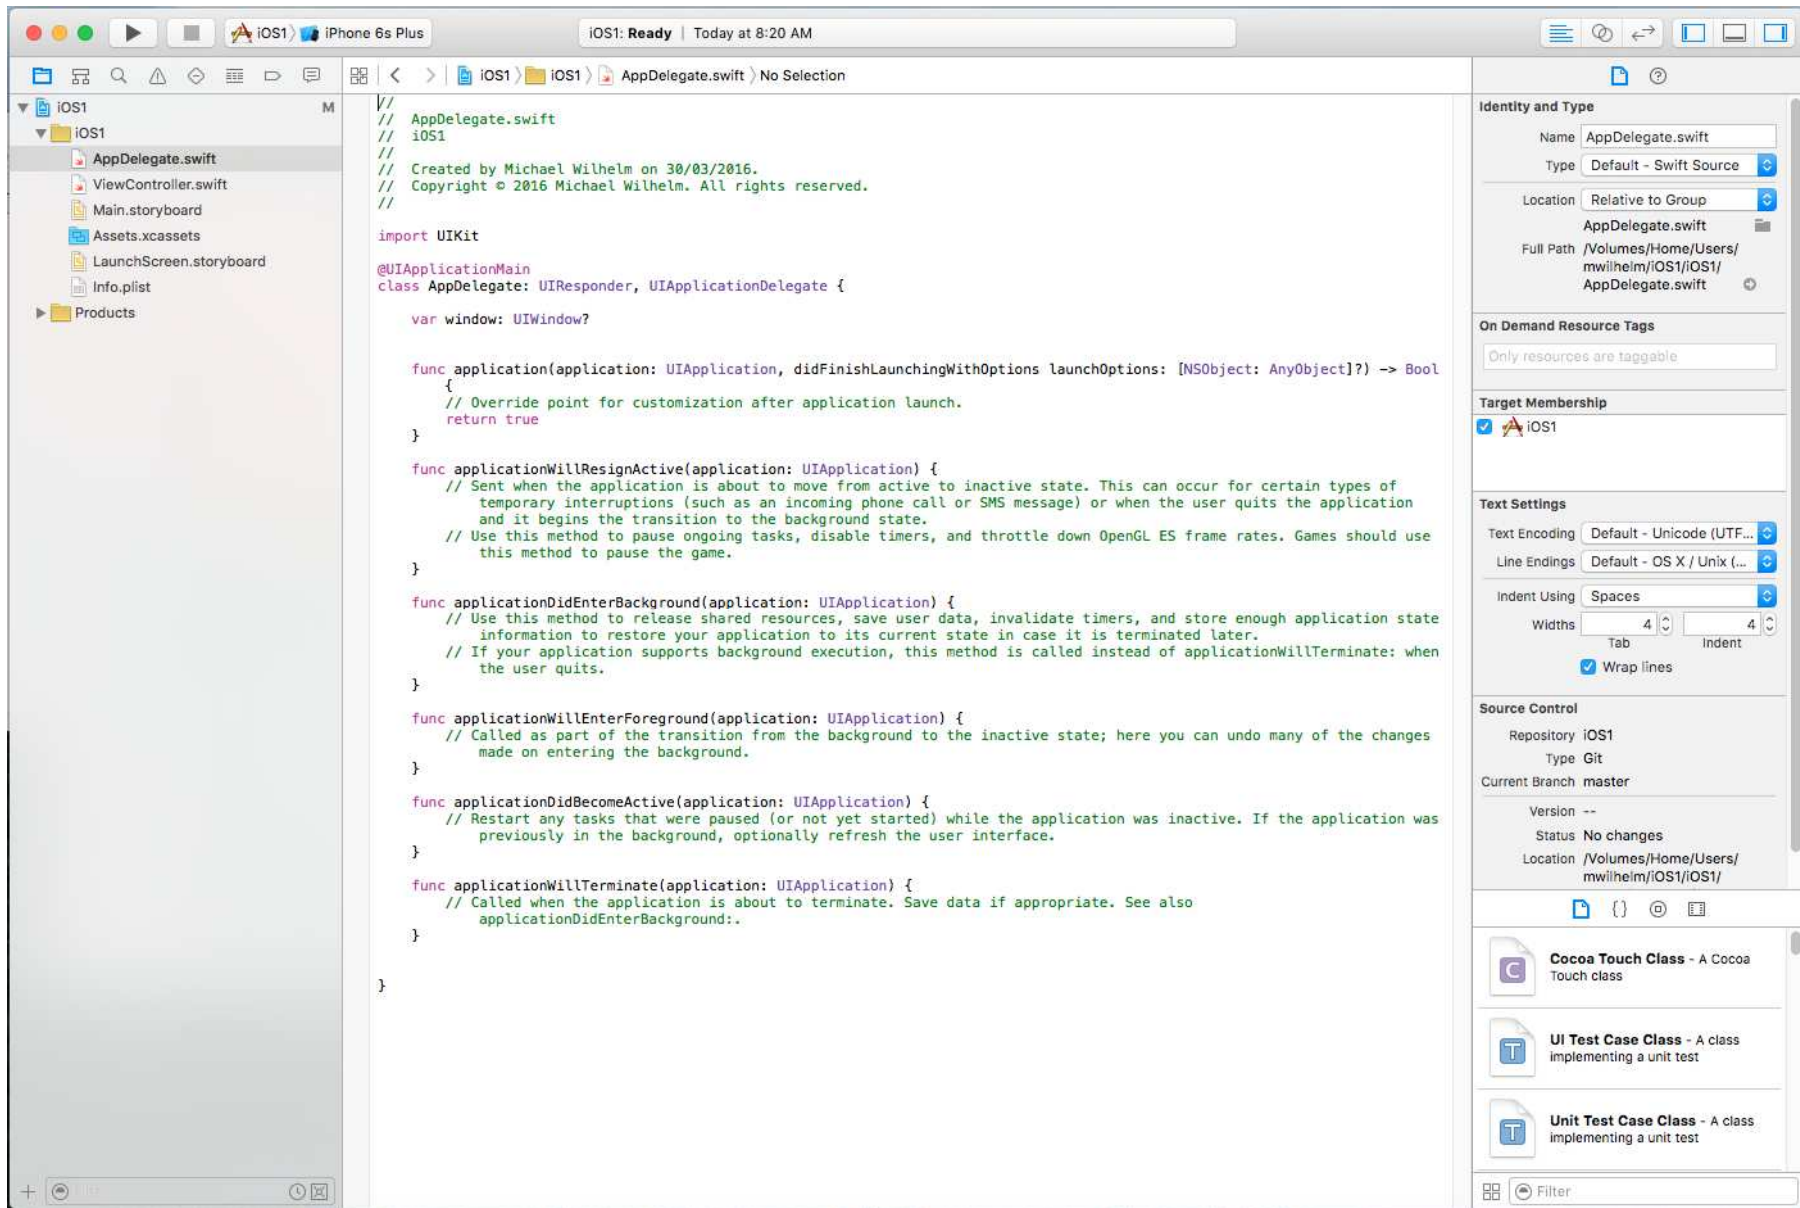 iOS1 〉 iPhone 6s Plus
iOS1: Ready | Today at 8:20 AM
iOS1 〉 iOS1 〉 AppDelegate.swift 〉 No Selection
iOS1 M
iOS1
AppDelegate.swift
ViewController.swift
Main.storyboard
Assets.xcassets
LaunchScreen.storyboard
Info.plist
Products
//
//  AppDelegate.swift
//  iOS1
//
//  Created by Michael Wilhelm on 30/03/2016.
//  Copyright © 2016 Michael Wilhelm. All rights reserved.
//
import UIKit
@UIApplicationMain
class AppDelegate: UIResponder, UIApplicationDelegate {
var window: UIWindow?
func application(application: UIApplication, didFinishLaunchingWithOptions launchOptions: [NSObject: AnyObject]?) -> Bool
{
// Override point for customization after application launch.
return true
}
func applicationWillResignActive(application: UIApplication) {
// Sent when the application is about to move from active to inactive state. This can occur for certain types of
temporary interruptions (such as an incoming phone call or SMS message) or when the user quits the application
and it begins the transition to the background state.
// Use this method to pause ongoing tasks, disable timers, and throttle down OpenGL ES frame rates. Games should use
this method to pause the game.
}
func applicationDidEnterBackground(application: UIApplication) {
// Use this method to release shared resources, save user data, invalidate timers, and store enough application state
information to restore your application to its current state in case it is terminated later.
// If your application supports background execution, this method is called instead of applicationWillTerminate: when
the user quits.
}
func applicationWillEnterForeground(application: UIApplication) {
// Called as part of the transition from the background to the inactive state; here you can undo many of the changes
made on entering the background.
}
func applicationDidBecomeActive(application: UIApplication) {
// Restart any tasks that were paused (or not yet started) while the application was inactive. If the application was
previously in the background, optionally refresh the user interface.
}
func applicationWillTerminate(application: UIApplication) {
// Called when the application is about to terminate. Save data if appropriate. See also
applicationDidEnterBackground:.
}
}
Identity and Type
Name AppDelegate.swift
Type Default - Swift Source
Location Relative to Group
AppDelegate.swift
Full Path /Volumes/Home/Users/
mwilhelm/iOS1/iOS1/
AppDelegate.swift
On Demand Resource Tags
Only resources are taggable
Target Membership
iOS1
Text Settings
Text Encoding Default - Unicode (UTF...
Line Endings Default - OS X / Unix (...
Indent Using Spaces
Widths 4 4
Tab Indent
Wrap lines
Source Control
Repository iOS1
Type Git
Current Branch master
Version --
Status No changes
Location /Volumes/Home/Users/
mwilhelm/iOS1/iOS1/
{ }
C
Cocoa Touch Class - A Cocoa
Touch class
T
UI Test Case Class - A class
implementing a unit test
T
Unit Test Case Class - A class
implementing a unit test
Filter